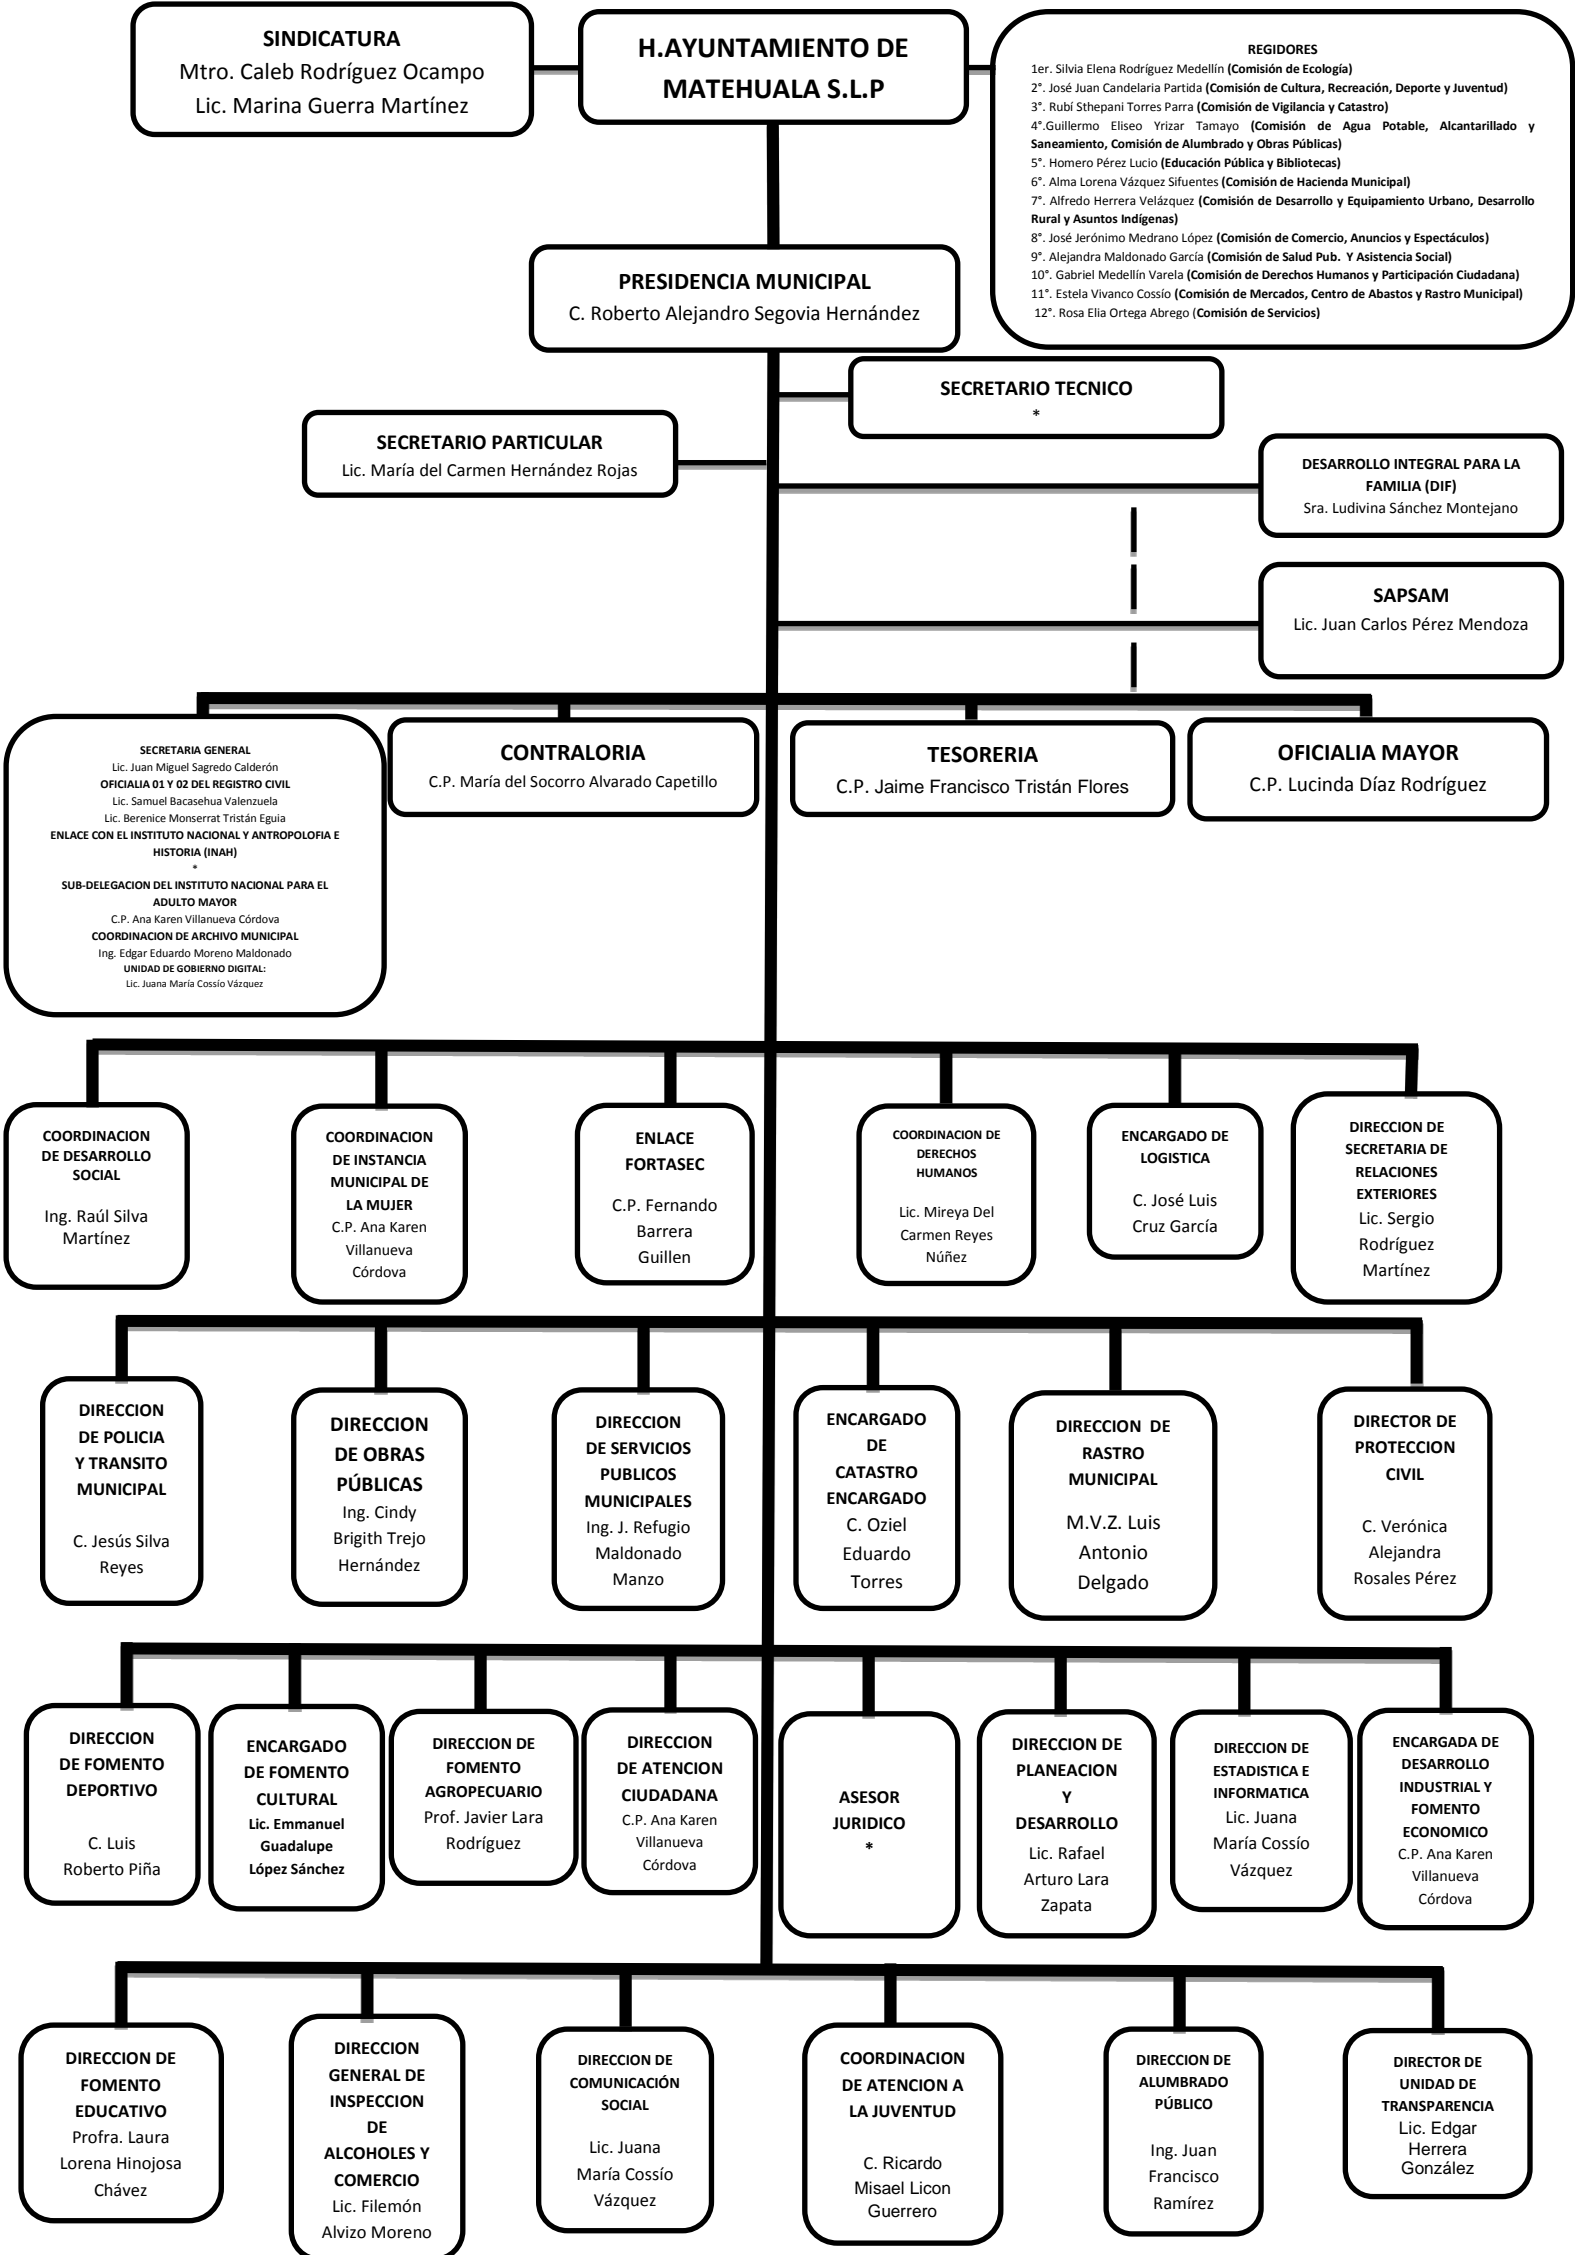 SINDICATURA
Mtro. Caleb Rodríguez Ocampo
Lic. Marina Guerra Martínez
H.AYUNTAMIENTO DE
MATEHUALA S.L.P
REGIDORES
1er. Silvia Elena Rodríguez Medellín (Comisión de Ecología)
2°. José Juan Candelaria Partida (Comisión de Cultura, Recreación, Deporte y Juventud)
3°. Rubí Sthepani Torres Parra (Comisión de Vigilancia y Catastro)
4°.Guillermo Eliseo Yrizar Tamayo (Comisión de Agua Potable, Alcantarillado y
Saneamiento, Comisión de Alumbrado y Obras Públicas)
5°. Homero Pérez Lucio (Educación Pública y Bibliotecas)
6°. Alma Lorena Vázquez Sifuentes (Comisión de Hacienda Municipal)
7°. Alfredo Herrera Velázquez (Comisión de Desarrollo y Equipamiento Urbano, Desarrollo
Rural y Asuntos Indígenas)
8°. José Jerónimo Medrano López (Comisión de Comercio, Anuncios y Espectáculos)
9°. Alejandra Maldonado García (Comisión de Salud Pub. Y Asistencia Social)
10°. Gabriel Medellín Varela (Comisión de Derechos Humanos y Participación Ciudadana)
11°. Estela Vivanco Cossío (Comisión de Mercados, Centro de Abastos y Rastro Municipal)
12°. Rosa Elia Ortega Abrego (Comisión de Servicios)
PRESIDENCIA MUNICIPAL
C. Roberto Alejandro Segovia Hernández
SECRETARIO TECNICO
*
SECRETARIO PARTICULAR
Lic. María del Carmen Hernández Rojas
DESARROLLO INTEGRAL PARA LA
FAMILIA (DIF)
Sra. Ludivina Sánchez Montejano
SAPSAM
Lic. Juan Carlos Pérez Mendoza
SECRETARIA GENERAL
Lic. Juan Miguel Sagredo Calderón
OFICIALIA 01 Y 02 DEL REGISTRO CIVIL
Lic. Samuel Bacasehua Valenzuela
Lic. Berenice Monserrat Tristán Eguia
ENLACE CON EL INSTITUTO NACIONAL Y ANTROPOLOFIA E
HISTORIA (INAH)
*
SUB-DELEGACION DEL INSTITUTO NACIONAL PARA EL
ADULTO MAYOR
C.P. Ana Karen Villanueva Córdova
COORDINACION DE ARCHIVO MUNICIPAL
Ing. Edgar Eduardo Moreno Maldonado
UNIDAD DE GOBIERNO DIGITAL:
Lic. Juana María Cossío Vázquez
CONTRALORIA
C.P. María del Socorro Alvarado Capetillo
TESORERIA
C.P. Jaime Francisco Tristán Flores
OFICIALIA MAYOR
C.P. Lucinda Díaz Rodríguez
COORDINACION
DE DESARROLLO
SOCIAL
Ing. Raúl Silva
Martínez
COORDINACION
DE INSTANCIA
MUNICIPAL DE
LA MUJER
C.P. Ana Karen
Villanueva
Córdova
ENLACE
FORTASEC
C.P. Fernando
Barrera
Guillen
COORDINACION DE
DERECHOS
HUMANOS
Lic. Mireya Del
Carmen Reyes
Núñez
ENCARGADO DE
LOGISTICA
C. José Luis
Cruz García
DIRECCION DE
SECRETARIA DE
RELACIONES
EXTERIORES
Lic. Sergio
Rodríguez
Martínez
DIRECCION
DE POLICIA
Y TRANSITO
MUNICIPAL
C. Jesús Silva
Reyes
DIRECCION
DE OBRAS
PÚBLICAS
Ing. Cindy
Brigith Trejo
Hernández
DIRECCION
DE SERVICIOS
PUBLICOS
MUNICIPALES
Ing. J. Refugio
Maldonado
Manzo
ENCARGADO
DE
CATASTRO
ENCARGADO
C. Oziel
Eduardo
Torres
DIRECCION DE
RASTRO
MUNICIPAL
M.V.Z. Luis
Antonio
Delgado
DIRECTOR DE
PROTECCION
CIVIL
C. Verónica
Alejandra
Rosales Pérez
DIRECCION
DE FOMENTO
DEPORTIVO
C. Luis
Roberto Piña
ENCARGADO
DE FOMENTO
CULTURAL
Lic. Emmanuel
Guadalupe
López Sánchez
DIRECCION DE
FOMENTO
AGROPECUARIO
Prof. Javier Lara
Rodríguez
DIRECCION
DE ATENCION
CIUDADANA
C.P. Ana Karen
Villanueva
Córdova
ASESOR
JURIDICO
*
DIRECCION DE
PLANEACION
Y
DESARROLLO
Lic. Rafael
Arturo Lara
Zapata
DIRECCION DE
ESTADISTICA E
INFORMATICA
Lic. Juana
María Cossío
Vázquez
ENCARGADA DE
DESARROLLO
INDUSTRIAL Y
FOMENTO
ECONOMICO
C.P. Ana Karen
Villanueva
Córdova
DIRECCION DE
FOMENTO
EDUCATIVO
Profra. Laura
Lorena Hinojosa
Chávez
DIRECCION
GENERAL DE
INSPECCION
DE
ALCOHOLES Y
COMERCIO
Lic. Filemón
Alvizo Moreno
DIRECCION DE
COMUNICACIÓN
SOCIAL
Lic. Juana
María Cossío
Vázquez
COORDINACION
DE ATENCION A
LA JUVENTUD
C. Ricardo
Misael Licon
Guerrero
DIRECCION DE
ALUMBRADO
PÚBLICO
Ing. Juan
Francisco
Ramírez
DIRECTOR DE
UNIDAD DE
TRANSPARENCIA
Lic. Edgar
Herrera
González